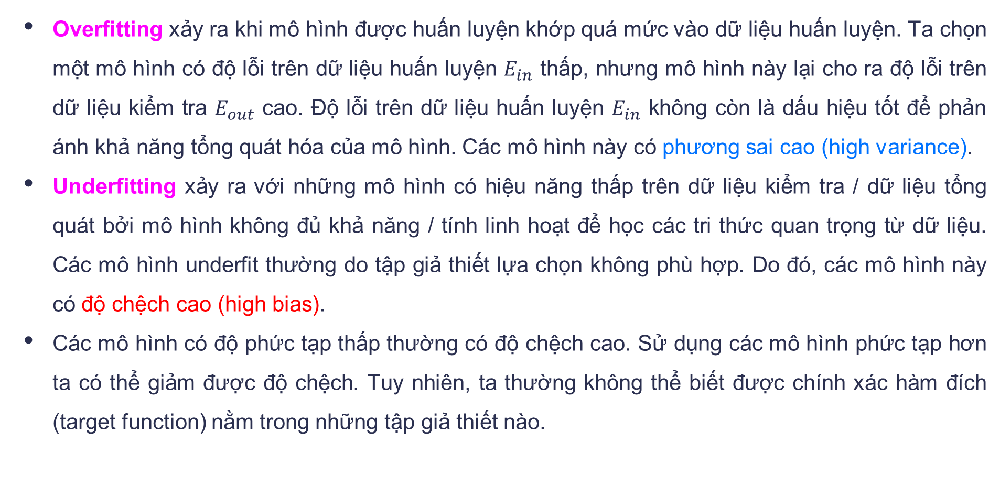 • Overfitting xảy ra khi mô hình được huấn luyện khớp quá mức vào dữ liệu huấn luyện. Ta chọn
một mô hình có độ lỗi trên dữ liệu huấn luyện E_in thấp, nhưng mô hình này lại cho ra độ lỗi trên
dữ liệu kiểm tra E_out cao. Độ lỗi trên dữ liệu huấn luyện E_in không còn là dấu hiệu tốt để phản
ánh khả năng tổng quát hóa của mô hình. Các mô hình này có phương sai cao (high variance).
• Underfitting xảy ra với những mô hình có hiệu năng thấp trên dữ liệu kiểm tra / dữ liệu tổng
quát bởi mô hình không đủ khả năng / tính linh hoạt để học các tri thức quan trọng từ dữ liệu.
Các mô hình underfit thường do tập giả thiết lựa chọn không phù hợp. Do đó, các mô hình này
có độ chệch cao (high bias).
• Các mô hình có độ phức tạp thấp thường có độ chệch cao. Sử dụng các mô hình phức tạp hơn
ta có thể giảm được độ chệch. Tuy nhiên, ta thường không thể biết được chính xác hàm đích
(target function) nằm trong những tập giả thiết nào.